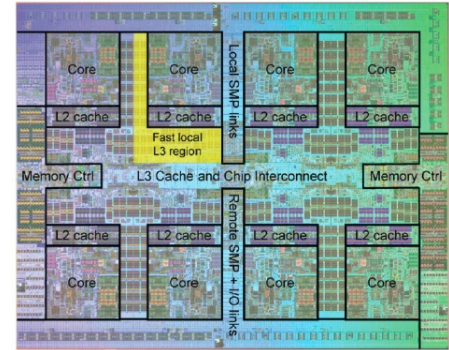 Core
Core
Local SMP links
Core
Core
L2 cache
L2 cache
L2 cache
L2 cache
Fast local
L3 region
Memory Ctrl
L3 Cache and Chip Interconnect
Memory Ctrl
L2 cache
L2 cache
Remote SMP + I/O links
L2 cache
L2 cache
Core
Core
Core
Core